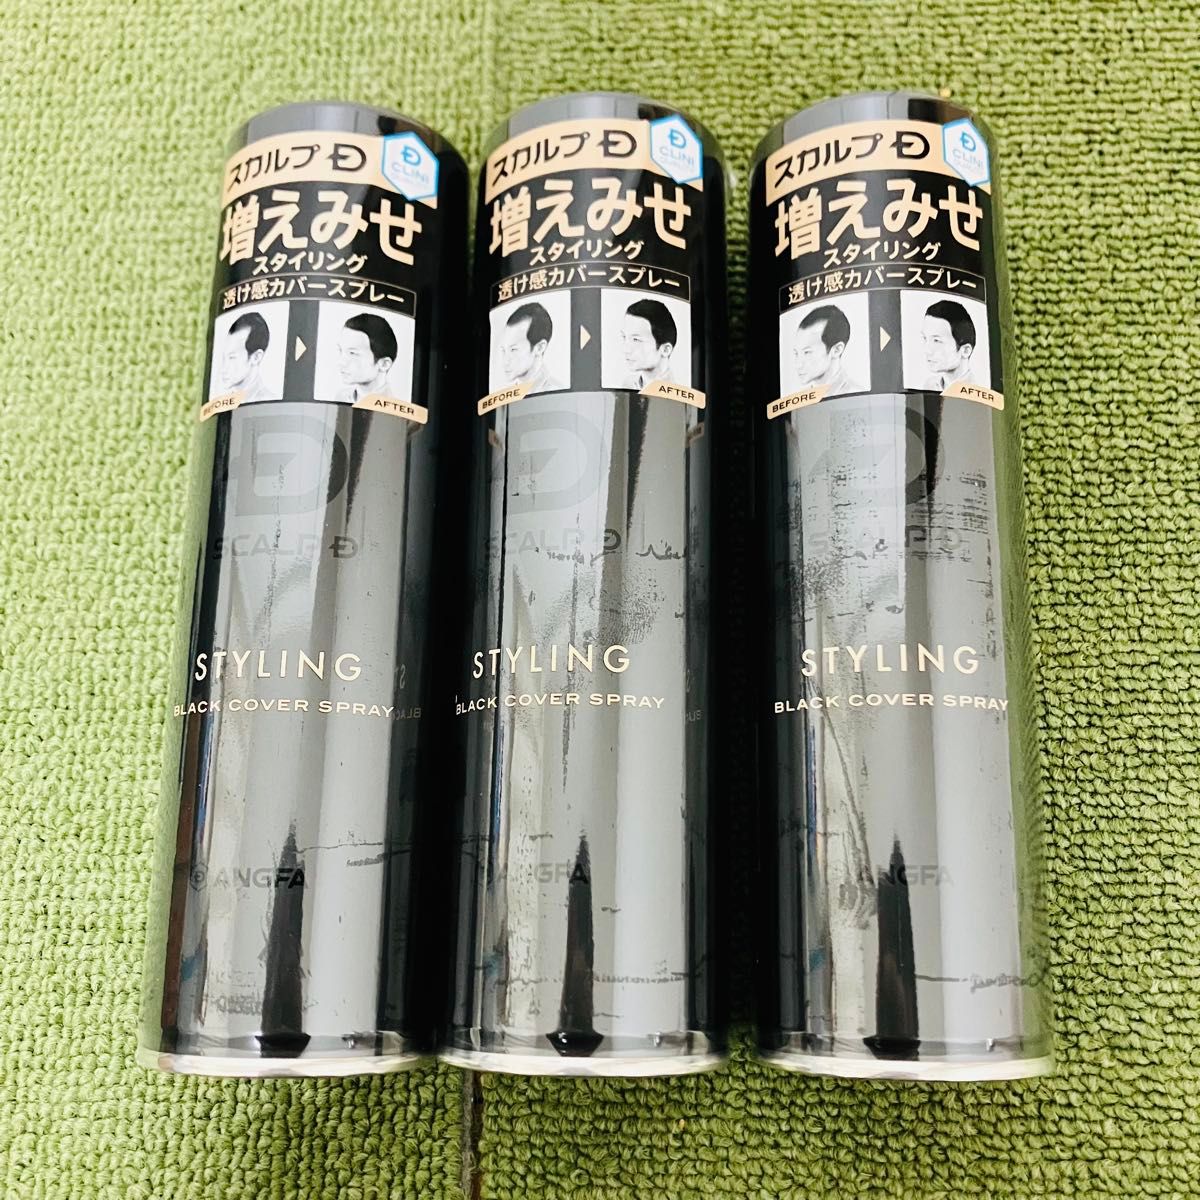 スカルプD
CLINI
増えみせ
スタイリング
透け感カバースプレー
BEFORE
AFTER
SCALP D
STYLING
BLACK COVER SPRAY
ANGFA
スカルプD
CLINI
増えみせ
スタイリング
透け感カバースプレー
BEFORE
AFTER
SCALP D
STYLING
BLACK COVER SPRAY
ANGFA
スカルプD
CLINI
増えみせ
スタイリング
透け感カバースプレー
BEFORE
AFTER
SCALP D
STYLING
BLACK COVER SPRAY
ANGFA